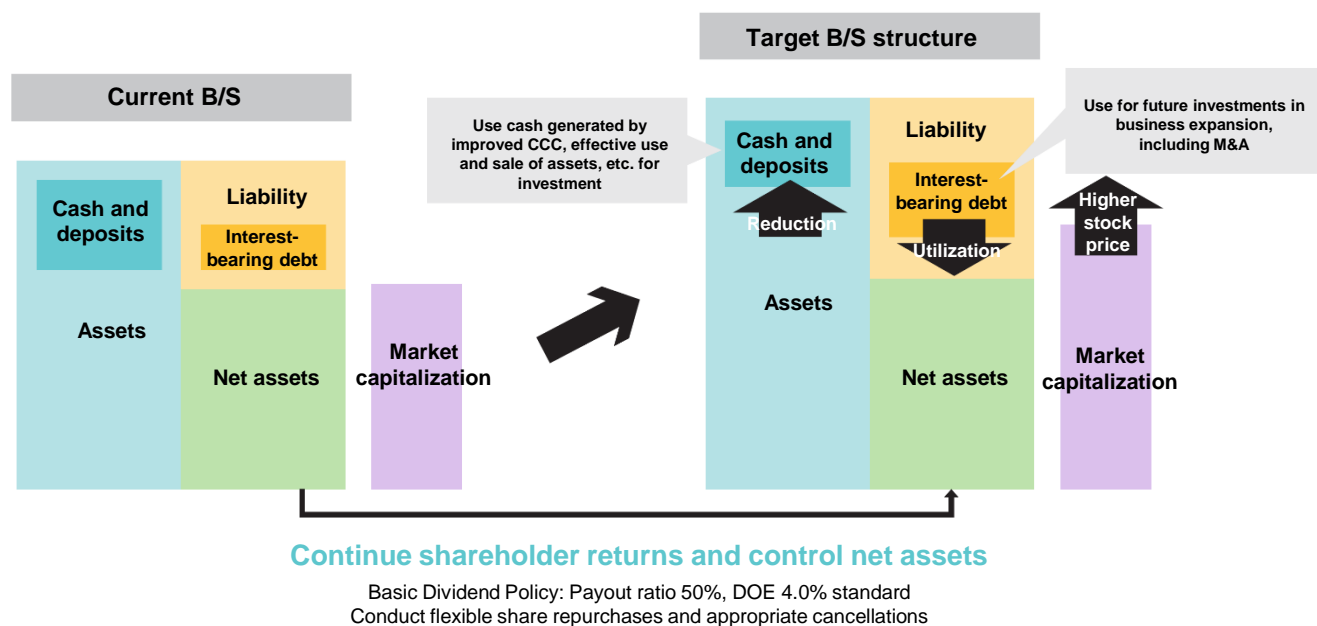 Current B/S
Cash and
deposits
Liability
Interest-
bearing debt
Assets
Net assets
Market
capitalization
Target B/S structure
Use cash generated by
improved CCC, effective use
and sale of assets, etc. for
investment
Cash and
deposits
Reduction
Liability
Interest-
bearing debt
Utilization
Use for future investments in
business expansion,
including M&A
Higher
stock
price
Assets
Net assets
Market
capitalization
Continue shareholder returns and control net assets
Basic Dividend Policy: Payout ratio 50%, DOE 4.0% standard
Conduct flexible share repurchases and appropriate cancellations